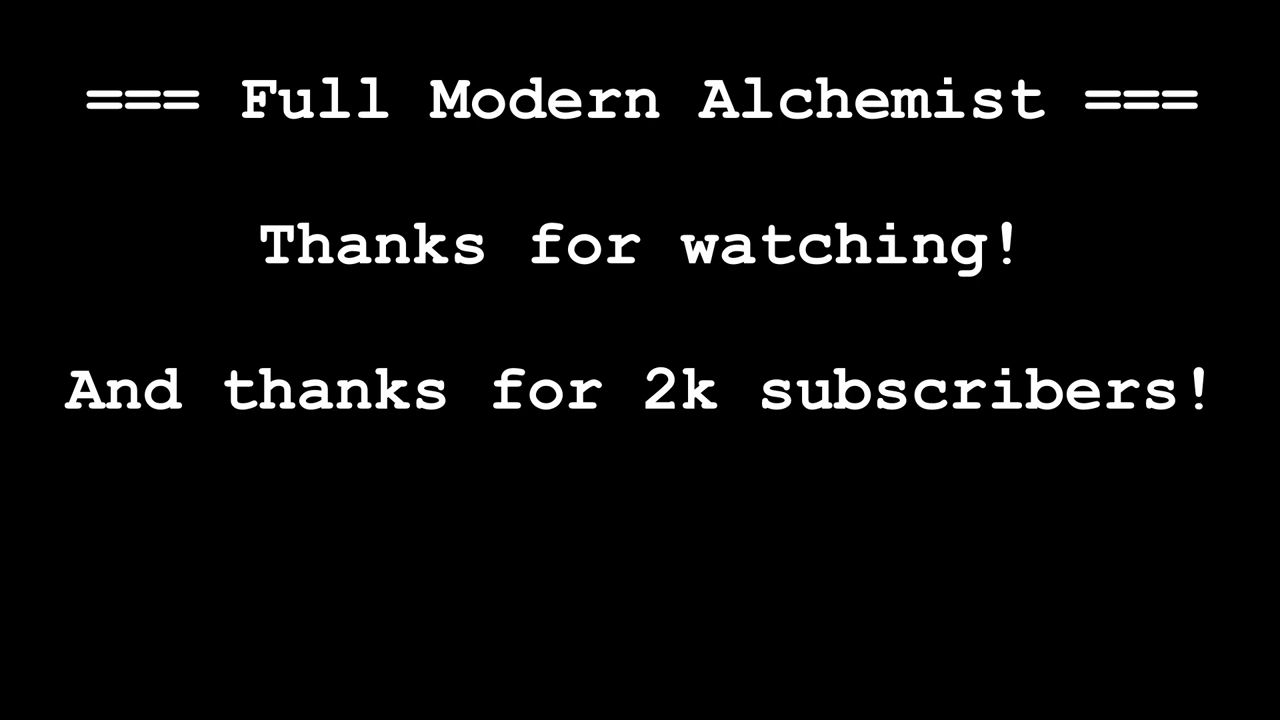 === Full Modern Alchemist ===
Thanks for watching!
And thanks for 2k subscribers!